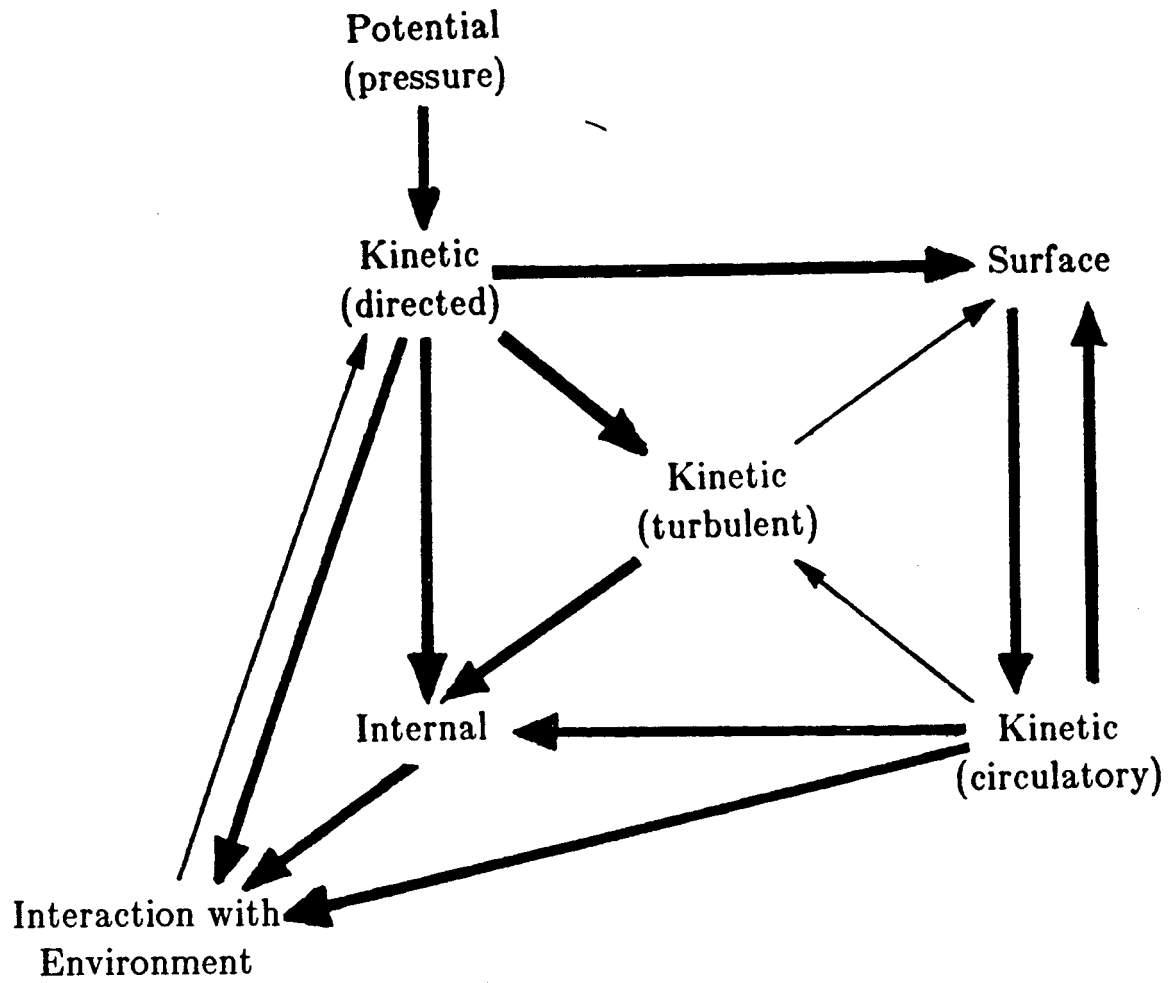 Potential
(pressure)
Kinetic
(directed)
Surface
Kinetic
(turbulent)
Internal
Kinetic
(circulatory)
Interaction with
Environment